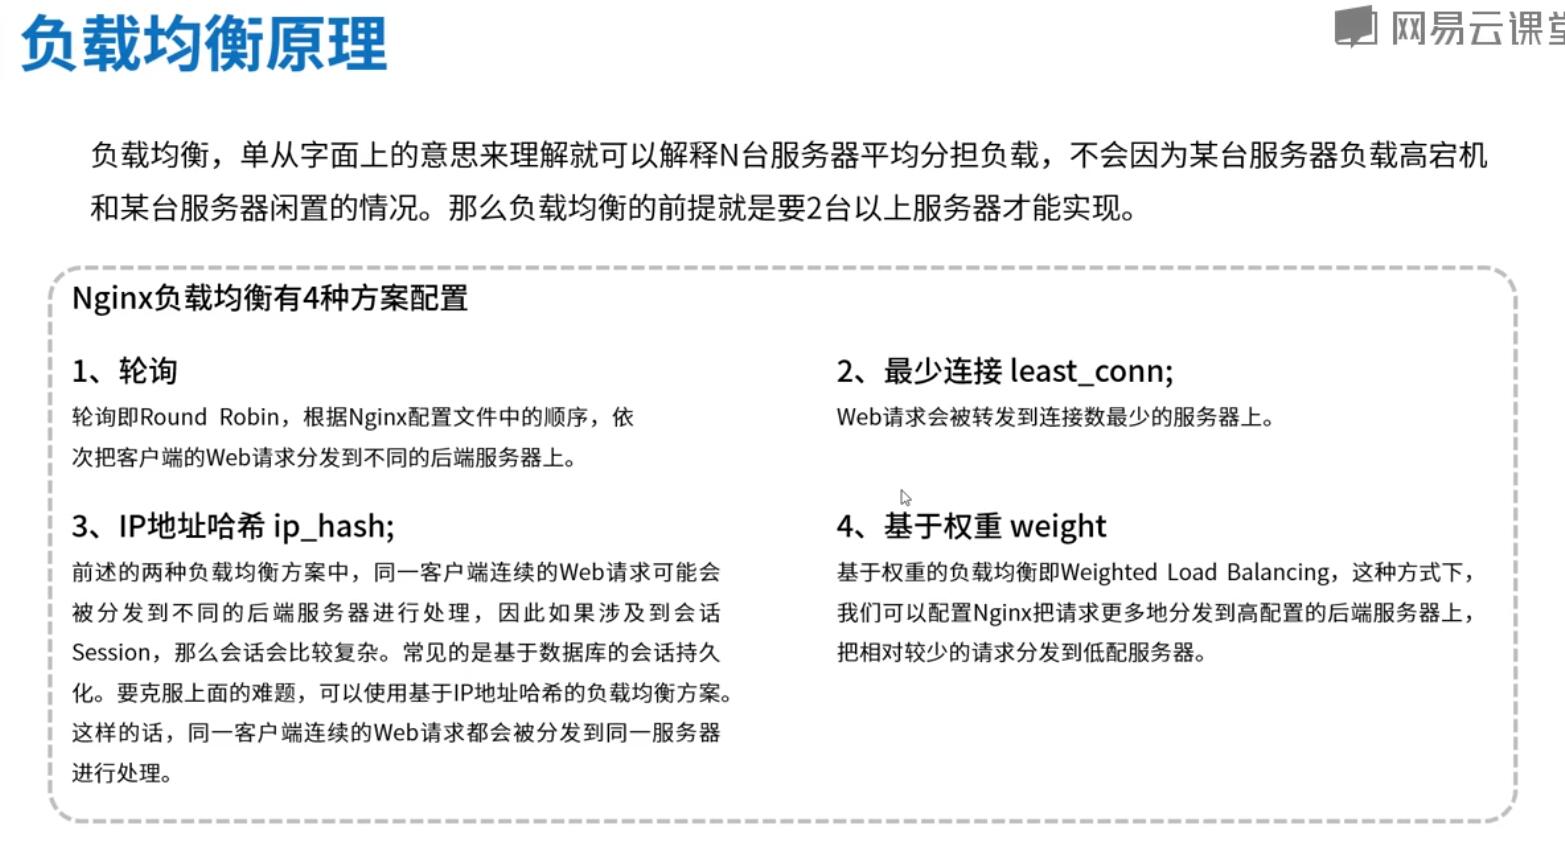 负载均衡原理
网易云课堂
负载均衡，单从字面上的意思来理解就可以解释N台服务器平均分担负载，不会因为某台服务器负载高宕机
和某台服务器闲置的情况。那么负载均衡的前提就是要2台以上服务器才能实现。
Nginx负载均衡有4种方案配置
1、轮询
轮询即Round Robin，根据Nginx配置文件中的顺序，依
次把客户端的Web请求分发到不同的后端服务器上。
2、最少连接 least_conn;
Web请求会被转发到连接数最少的服务器上。
3、IP地址哈希 ip_hash;
前述的两种负载均衡方案中，同一客户端连续的Web请求可能会
被分发到不同的后端服务器进行处理，因此如果涉及到会话
Session，那么会话会比较复杂。常见的是基于数据库的会话持久
化。要克服上面的难题，可以使用基于IP地址哈希的负载均衡方案。
这样的话，同一客户端连续的Web请求都会被分发到同一服务器
进行处理。
4、基于权重 weight
基于权重的负载均衡即Weighted Load Balancing，这种方式下，
我们可以配置Nginx把请求更多地分发到高配置的后端服务器上，
把相对较少的请求分发到低配服务器。